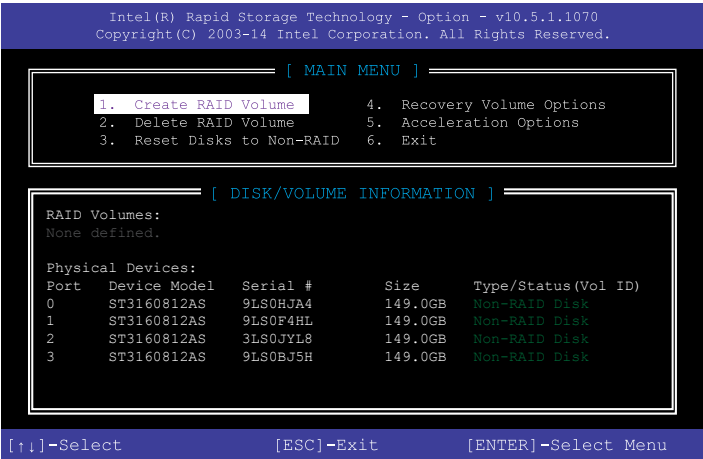 Intel(R) Rapid Storage Technology - Option - v10.5.1.1070
Copyright(C) 2003-14 Intel Corporation. All Rights Reserved.
[ MAIN MENU ]
1. Create RAID Volume 4. Recovery Volume Options
2. Delete RAID Volume 5. Acceleration Options
3. Reset Disks to Non-RAID 6. Exit
[ DISK/VOLUME INFORMATION ]
RAID Volumes:
None defined.
Physical Devices:
Port Device Model Serial # Size Type/Status(Vol ID)
0 ST3160812AS 9LS0HJA4 149.0GB Non-RAID Disk
1 ST3160812AS 9LS0F4HL 149.0GB Non-RAID Disk
2 ST3160812AS 3LS0JYL8 149.0GB Non-RAID Disk
3 ST3160812AS 9LS0BJ5H 149.0GB Non-RAID Disk
[↑↓]-Select [ESC]-Exit [ENTER]-Select Menu